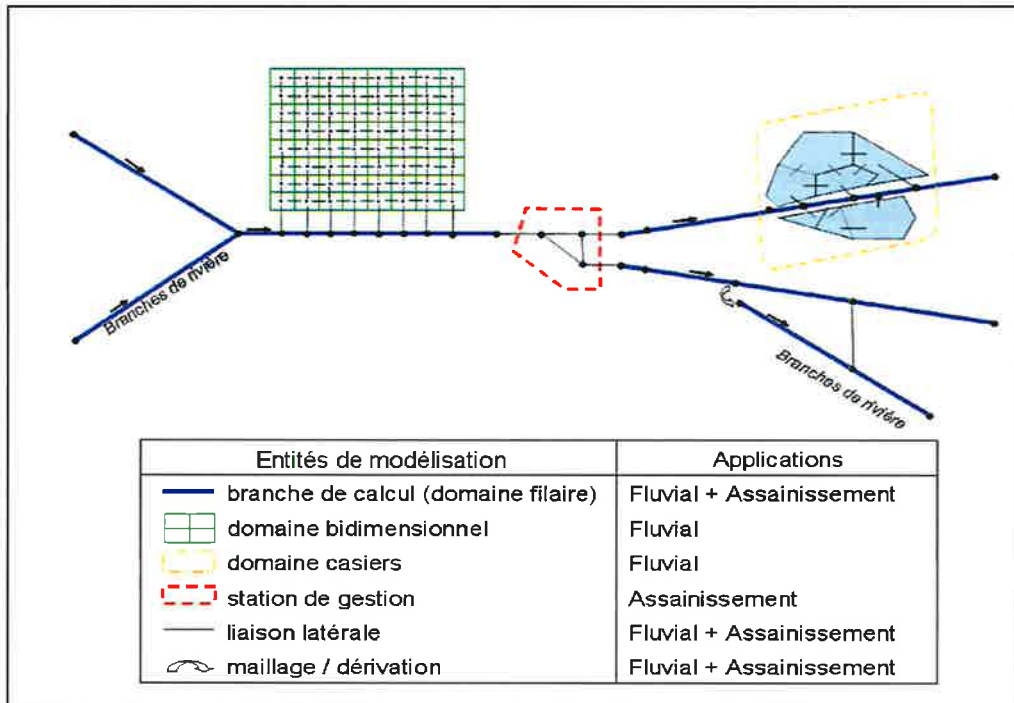 Branches de rivière
Branches de rivière
Entités de modélisation Applications
branche de calcul (domaine filaire) Fluvial + Assainissement
domaine bidimensionnel Fluvial
domaine casiers Fluvial
station de gestion Assainissement
liaison latérale Fluvial + Assainissement
maillage / dérivation Fluvial + Assainissement